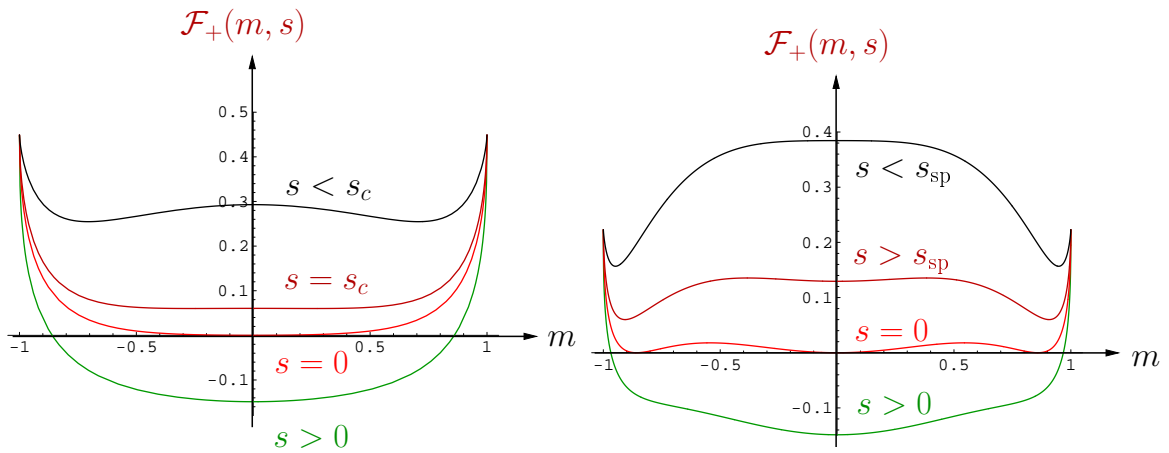 F₊(m, s)
0.5
0.4
0.3
0.2
0.1
-0.1
-1
-0.5
0.5
1
m
s < s_c
s = s_c
s = 0
s > 0
F₊(m, s)
0.4
0.3
0.2
0.1
-0.1
-1
-0.5
0.5
1
m
s < s_sp
s > s_sp
s = 0
s > 0